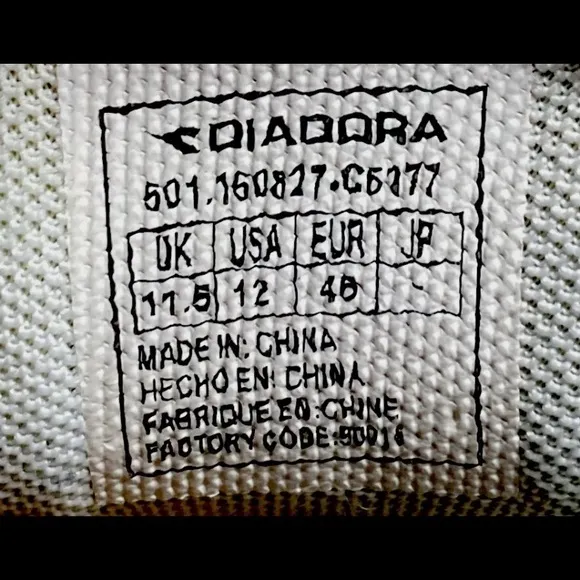 DIADORA
UK USA EUR JP
11.5 12 46 -
MADE IN: CHINA
HECHO EN: CHINA
FABRIQUE EN: CHINE
FACTORY CODE: